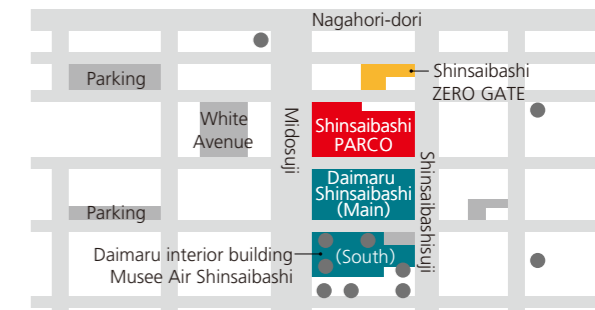 Nagahori-dori
Parking
Shinsaibashi
ZERO GATE
White
Avenue
Midosuji
Shinsaibashi
PARCO
Shinsaibashisuji
Daimaru
Shinsaibashi
(Main)
Parking
Daimaru interior building
Musee Air Shinsaibashi
(South)